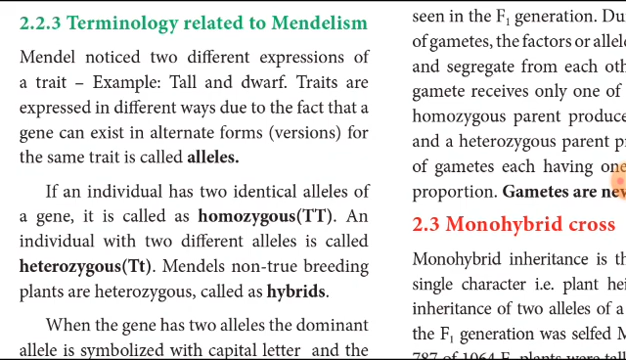 2.2.3 Terminology related to Mendelism
Mendel noticed two different expressions of
a trait – Example: Tall and dwarf. Traits are
expressed in different ways due to the fact that a
gene can exist in alternate forms (versions) for
the same trait is called alleles.
If an individual has two identical alleles of
a gene, it is called as homozygous(TT). An
individual with two different alleles is called
heterozygous(Tt). Mendels non-true breeding
plants are heterozygous, called as hybrids.
When the gene has two alleles the dominant
allele is symbolized with capital letter and the
seen in the F₁ generation. Du
of gametes, the factors or allel
and segregate from each oth
gamete receives only one of
homozygous parent produce
and a heterozygous parent p
of gametes each having one
proportion. Gametes are
2.3 Monohybrid cross
Monohybrid inheritance is th
single character i.e. plant hei
inheritance of two alleles of a
the F₁ generation was selfed M
787 of 1064 F plants were tall